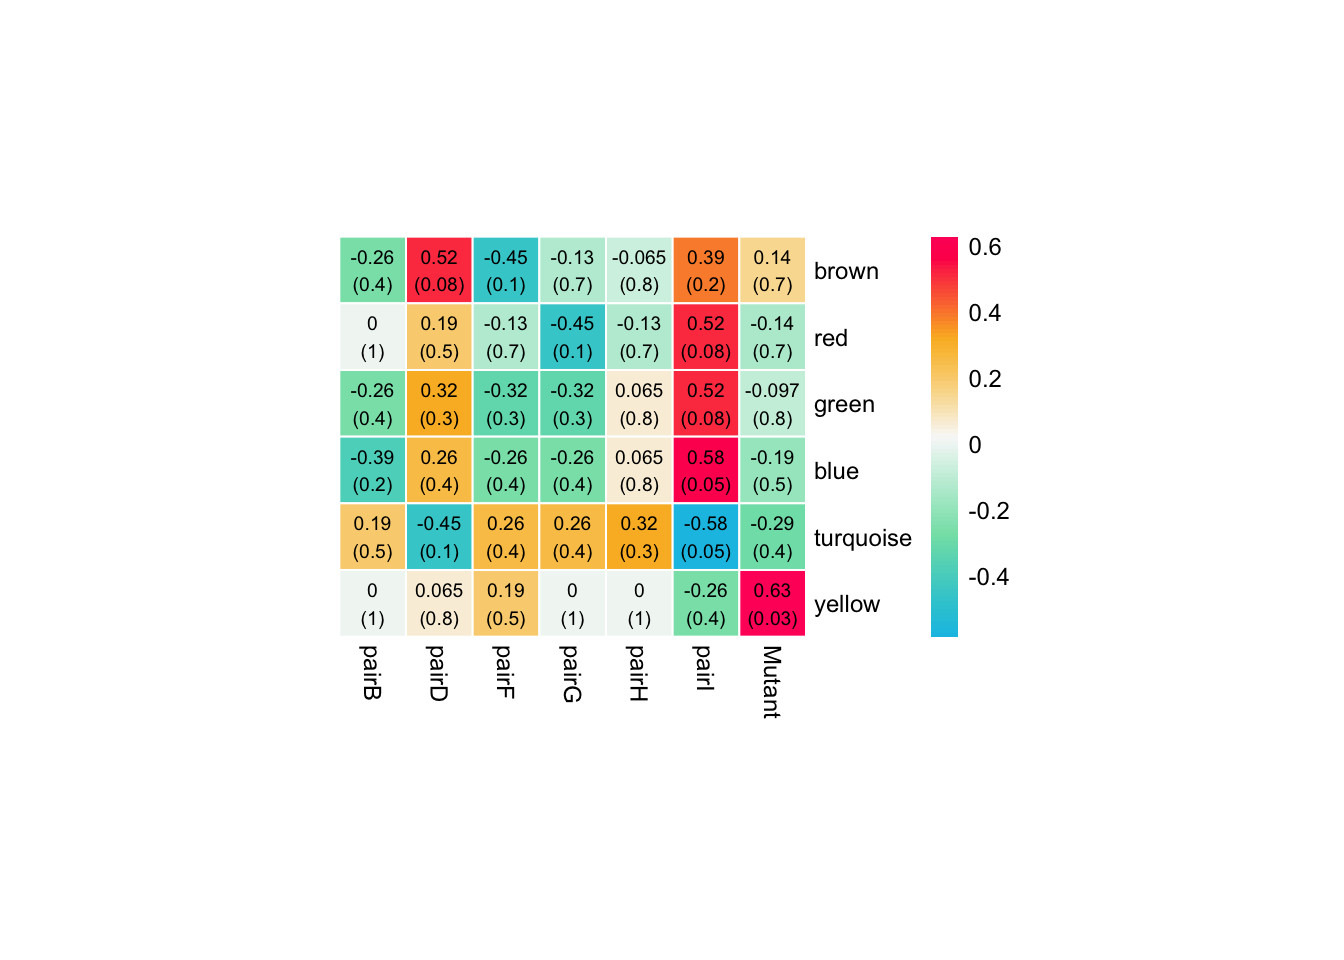 -0.26 0.52 -0.45 -0.13 -0.065 0.39 0.14
(0.4) (0.08) (0.1) (0.7) (0.8) (0.2) (0.7)
brown
0 0.19 -0.13 -0.45 -0.13 0.52 -0.14
(1) (0.5) (0.7) (0.1) (0.7) (0.08) (0.7)
red
-0.26 0.32 -0.32 -0.32 0.065 0.52 -0.097
(0.4) (0.3) (0.3) (0.3) (0.8) (0.08) (0.8)
green
-0.39 0.26 -0.26 -0.26 0.065 0.58 -0.19
(0.2) (0.4) (0.4) (0.4) (0.8) (0.05) (0.5)
blue
0.19 -0.45 0.26 0.26 0.32 -0.58 -0.29
(0.5) (0.1) (0.4) (0.4) (0.3) (0.05) (0.4)
turquoise
0 0.065 0.19 0 0 -0.26 0.63
(1) (0.8) (0.5) (1) (1) (0.4) (0.03)
yellow
pairB pairD pairF pairG pairH pairI Mutant
0.6
0.4
0.2
0
-0.2
-0.4